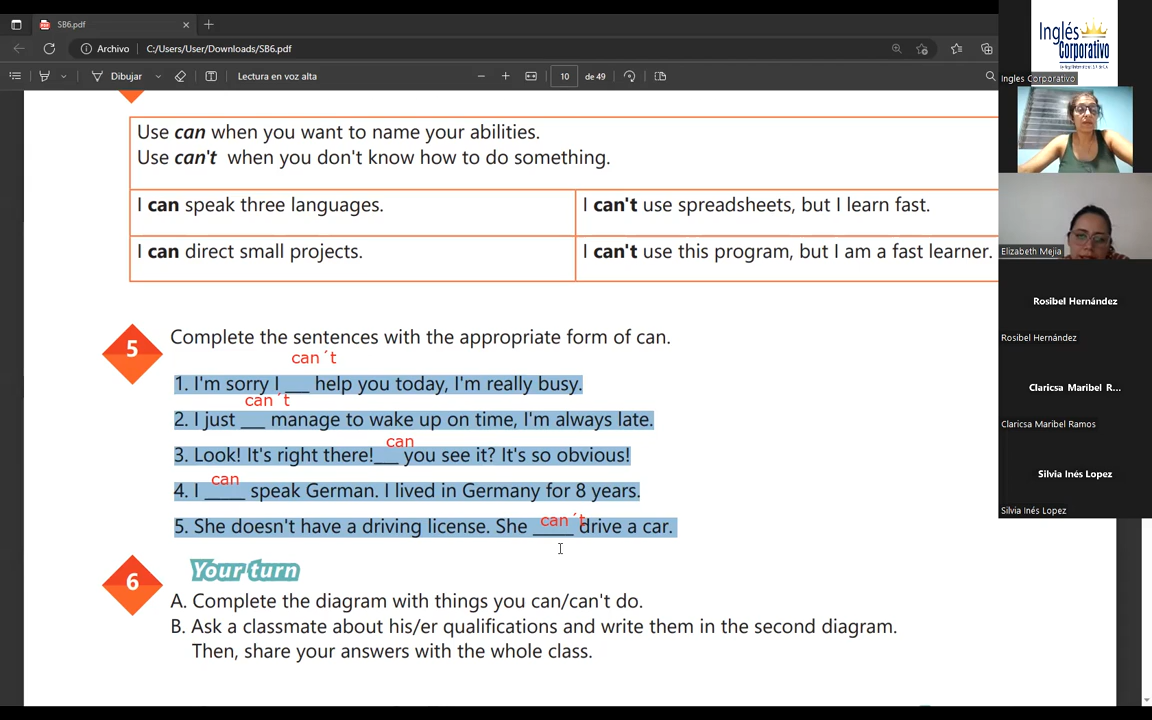 SB6.pdf
Archivo
C:/Users/User/Downloads/SB6.pdf
Dibujar
Lectura en voz alta
10
de 49
Use can when you want to name your abilities.
Use can't when you don't know how to do something.
I can speak three languages.
I can't use spreadsheets, but I learn fast.
I can direct small projects.
I can't use this program, but I am a fast learner.
5
Complete the sentences with the appropriate form of can.
can´t
1. I'm sorry I ___ help you today, I'm really busy.
can´t
2. I just ___ manage to wake up on time, I'm always late.
can
3. Look! It's right there!___ you see it? It's so obvious!
can
4. I _____ speak German. I lived in Germany for 8 years.
can´t
5. She doesn't have a driving license. She _____ drive a car.
6
Your turn
A. Complete the diagram with things you can/can't do.
B. Ask a classmate about his/er qualifications and write them in the second diagram.
Then, share your answers with the whole class.
Inglés
Corporativo
Ingles Corporativo
Elizabeth Mejia
Rosibel Hernández
Rosibel Hernández
Claricsa Maribel R...
Claricsa Maribel Ramos
Silvia Inés Lopez
Silvia Inés Lopez